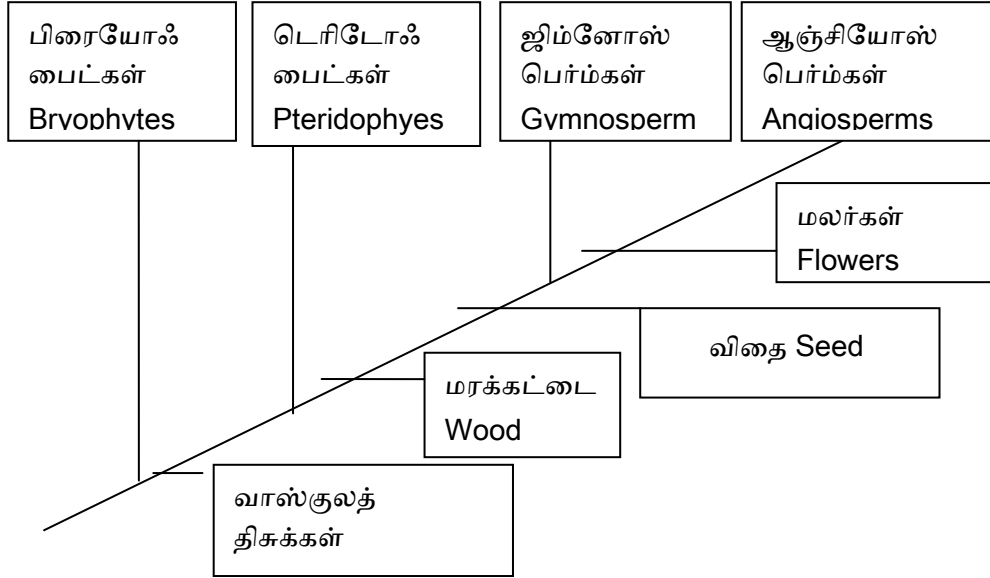 பிரையோஃ
பைட்கள்
Bryophytes
டெரிடோஃ
பைட்கள்
Pteridophyes
ஜிம்னோஸ்
பெர்ம்கள்
Gymnosperm
ஆஞ்சியோஸ்
பெர்ம்கள்
Angiosperms
மலர்கள்
Flowers
விதை Seed
மரக்கட்டை
Wood
வாஸ்குலத்
திசுக்கள்